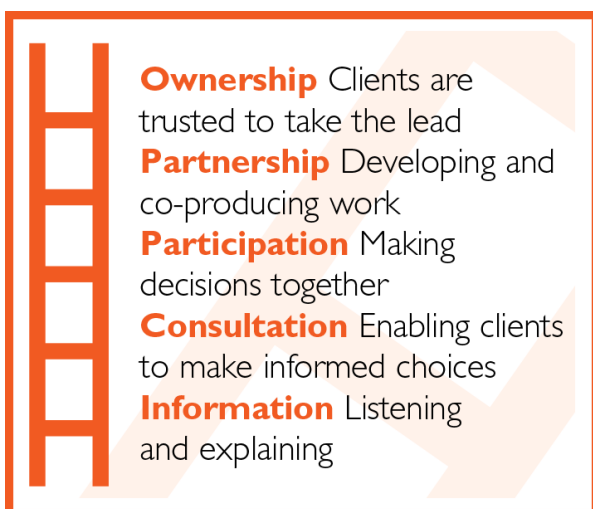 Ownership Clients are
trusted to take the lead
Partnership Developing and
co-producing work
Participation Making
decisions together
Consultation Enabling clients
to make informed choices
Information Listening
and explaining